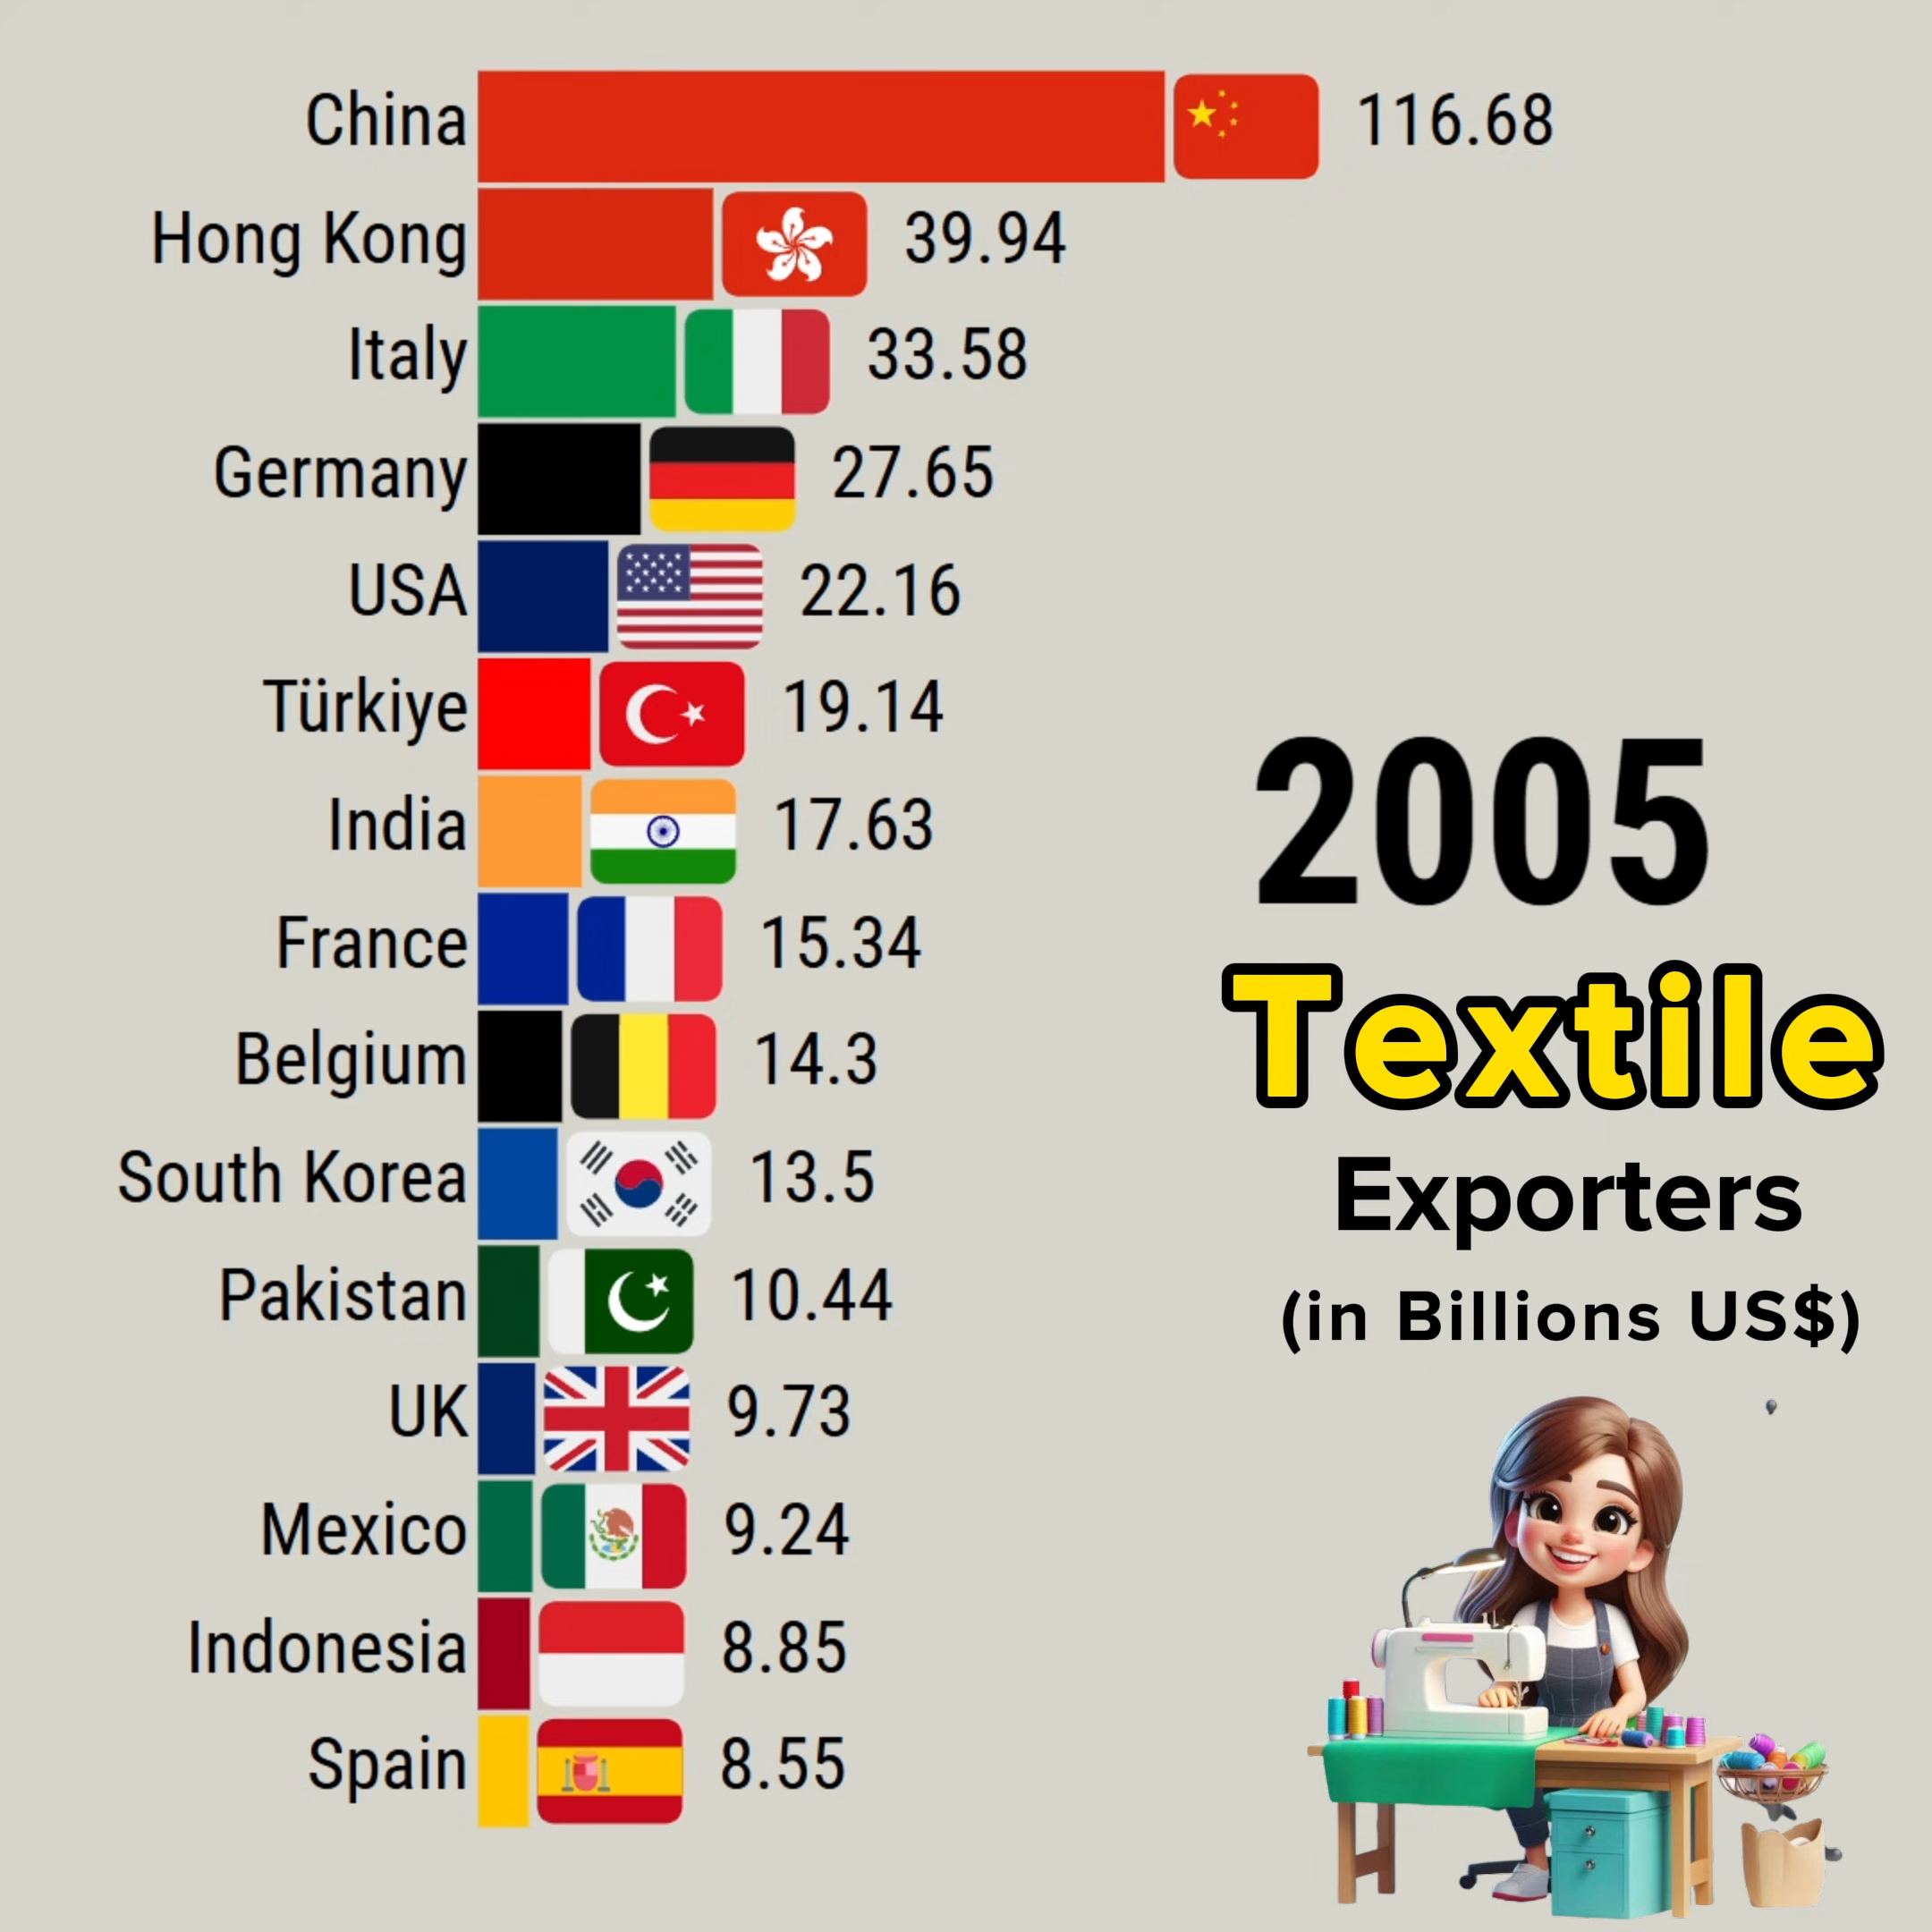 China 116.68
Hong Kong 39.94
Italy 33.58
Germany 27.65
USA 22.16
Türkiye 19.14
India 17.63
France 15.34
Belgium 14.3
South Korea 13.5
Pakistan 10.44
UK 9.73
Mexico 9.24
Indonesia 8.85
Spain 8.55
2005
Textile
Exporters
(in Billions US$)